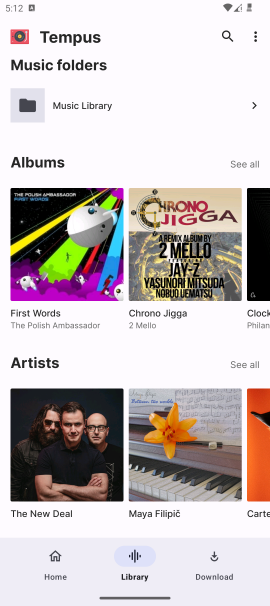 5:12
Tempus
Music folders
Music Library
Albums
See all
THE POLISH AMBASSADOR
FIRST WORDS
CHRONO
JIGGA
A REMIX ALBUM BY
2 MELLO
JAY-Z
YASUNORI MITSUDA
NOBUO UEMATSU
First Words
The Polish Ambassador
Chrono Jigga
2 Mello
Clock
Philan
Artists
See all
The New Deal
Maya Filipič
Carte
Home
Library
Download